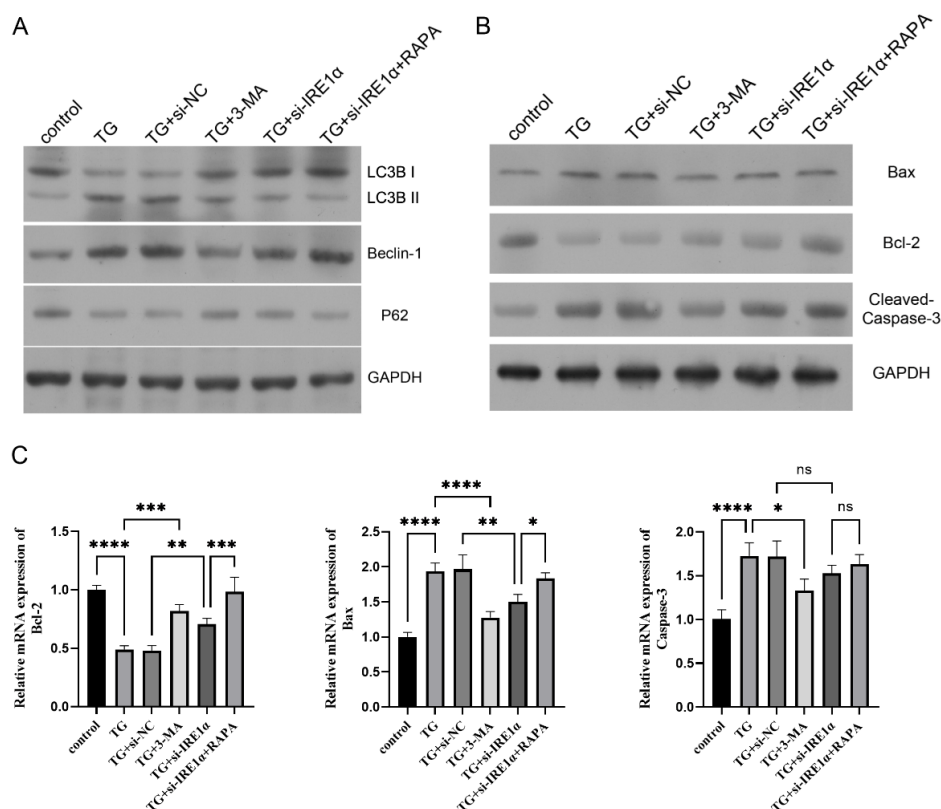 A
control
TG
TG+si-NC
TG+3-MA
TG+si-IRE1α
TG+si-IRE1α+RAPA
LC3B I
LC3B II
Beclin-1
P62
GAPDH
B
control
TG
TG+si-NC
TG+3-MA
TG+si-IRE1α
TG+si-IRE1α+RAPA
Bax
Bcl-2
Cleaved-
Caspase-3
GAPDH
C
Relative mRNA expression of
Bcl-2
1.5
1.0
0.5
0.0
****
***
**
***
control
TG
TG+si-NC
TG+3-MA
TG+si-IRE1α
TG+si-IRE1α+RAPA
Relative mRNA expression of
Bax
2.5
2.0
1.5
1.0
0.5
0.0
****
****
**
*
control
TG
TG+si-NC
TG+3-MA
TG+si-IRE1α
TG+si-IRE1α+RAPA
Relative mRNA expression of
Caspase-3
2.0
1.5
1.0
0.5
0.0
ns
****
*
ns
control
TG
TG+si-NC
TG+3-MA
TG+si-IRE1α
TG+si-IRE1α+RAPA